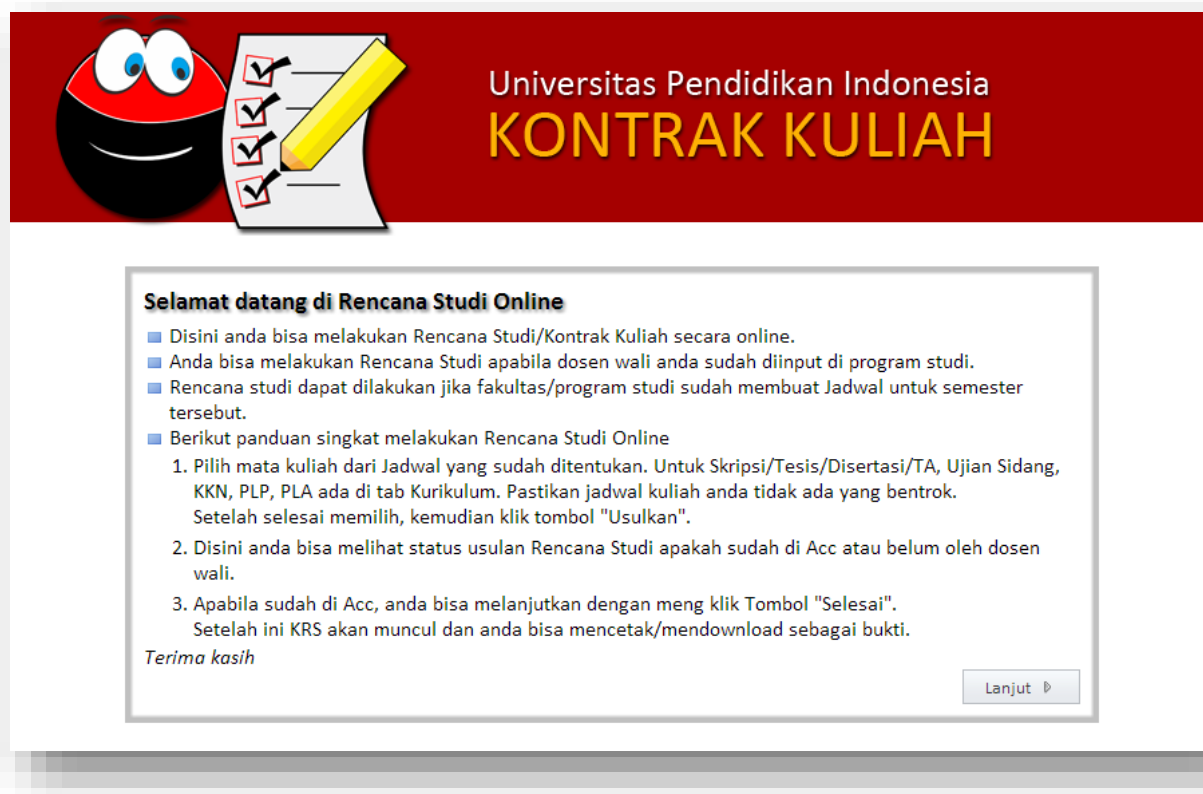 Universitas Pendidikan Indonesia
KONTRAK KULIAH
Selamat datang di Rencana Studi Online
Disini anda bisa melakukan Rencana Studi/Kontrak Kuliah secara online.
Anda bisa melakukan Rencana Studi apabila dosen wali anda sudah diinput di program studi.
Rencana studi dapat dilakukan jika fakultas/program studi sudah membuat Jadwal untuk semester
tersebut.
Berikut panduan singkat melakukan Rencana Studi Online
1. Pilih mata kuliah dari Jadwal yang sudah ditentukan. Untuk Skripsi/Tesis/Disertasi/TA, Ujian Sidang,
KKN, PLP, PLA ada di tab Kurikulum. Pastikan jadwal kuliah anda tidak ada yang bentrok.
Setelah selesai memilih, kemudian klik tombol "Usulkan".
2. Disini anda bisa melihat status usulan Rencana Studi apakah sudah di Acc atau belum oleh dosen
wali.
3. Apabila sudah di Acc, anda bisa melanjutkan dengan meng klik Tombol "Selesai".
Setelah ini KRS akan muncul dan anda bisa mencetak/mendownload sebagai bukti.
Terima kasih
Lanjut